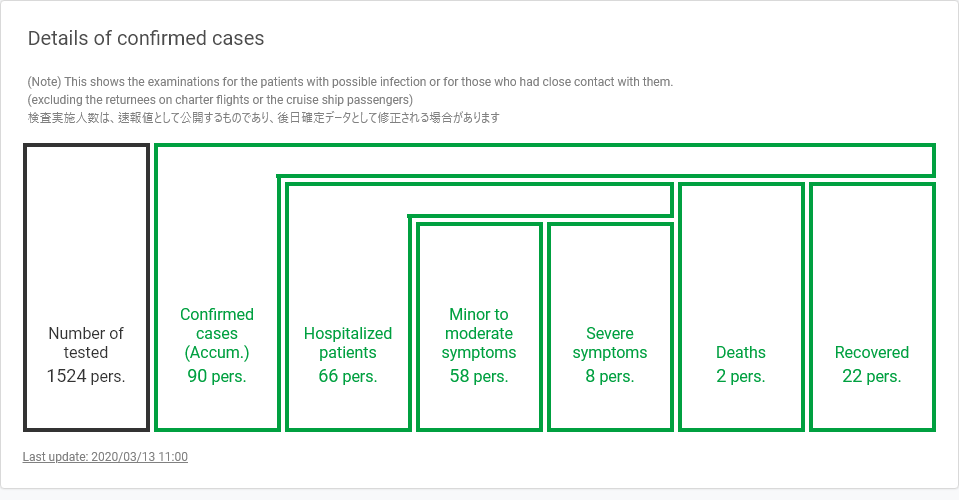 Details of confirmed cases
(Note) This shows the examinations for the patients with possible infection or for those who had close contact with them.
(excluding the returnees on charter flights or the cruise ship passengers)
検査実施人数は、速報値として公開するものであり、後日確定データとして修正される場合があります
Number of
tested
1524 pers.
Confirmed
cases
(Accum.)
90 pers.
Hospitalized
patients
66 pers.
Minor to
moderate
symptoms
58 pers.
Severe
symptoms
8 pers.
Deaths
2 pers.
Recovered
22 pers.
Last update: 2020/03/13 11:00